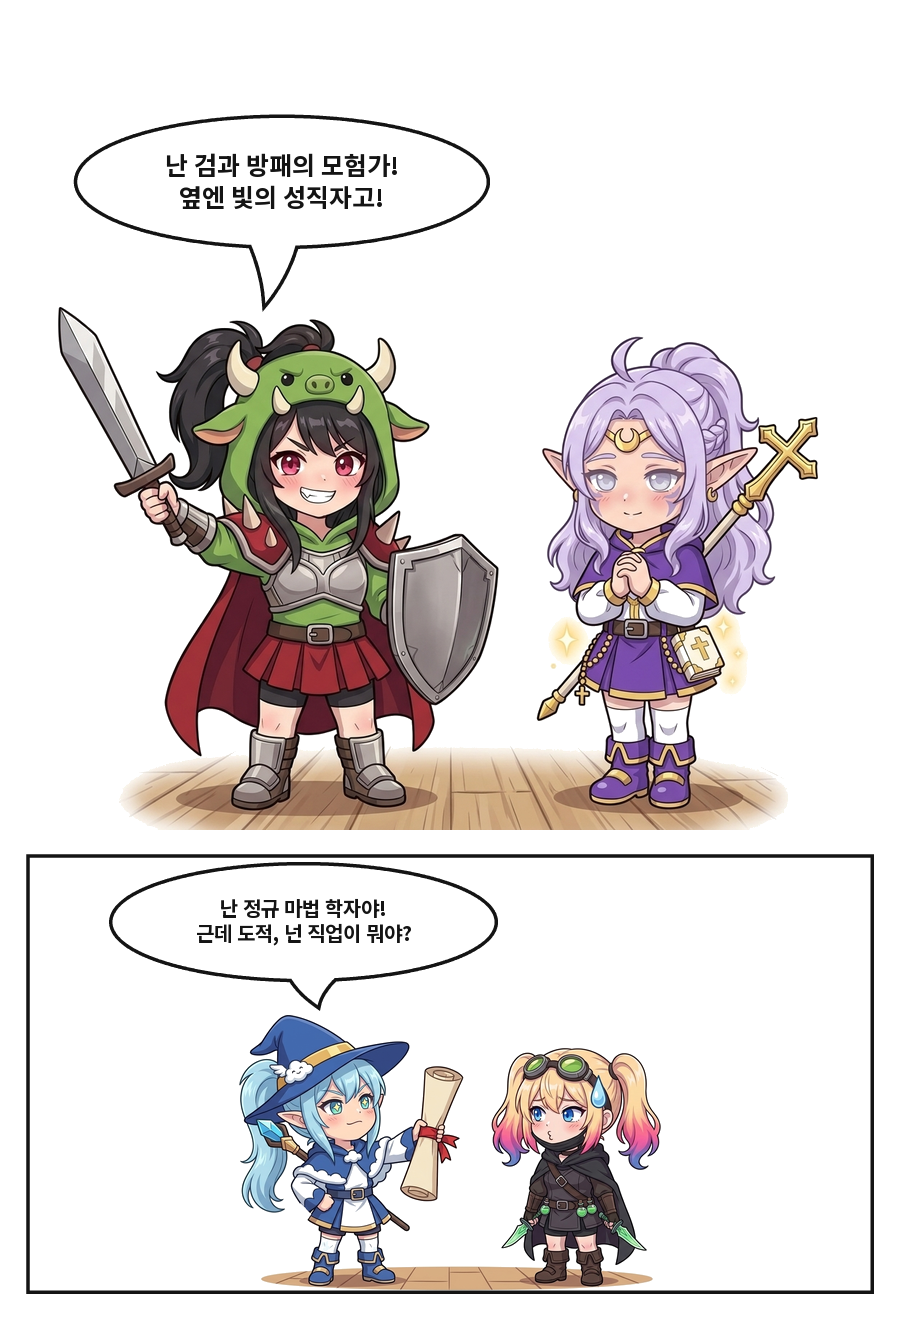 난 검과 방패의 모험가!
옆엔 빛의 성직자고!
난 정규 마법 학자야!
근데 도적, 넌 직업이 뭐야?